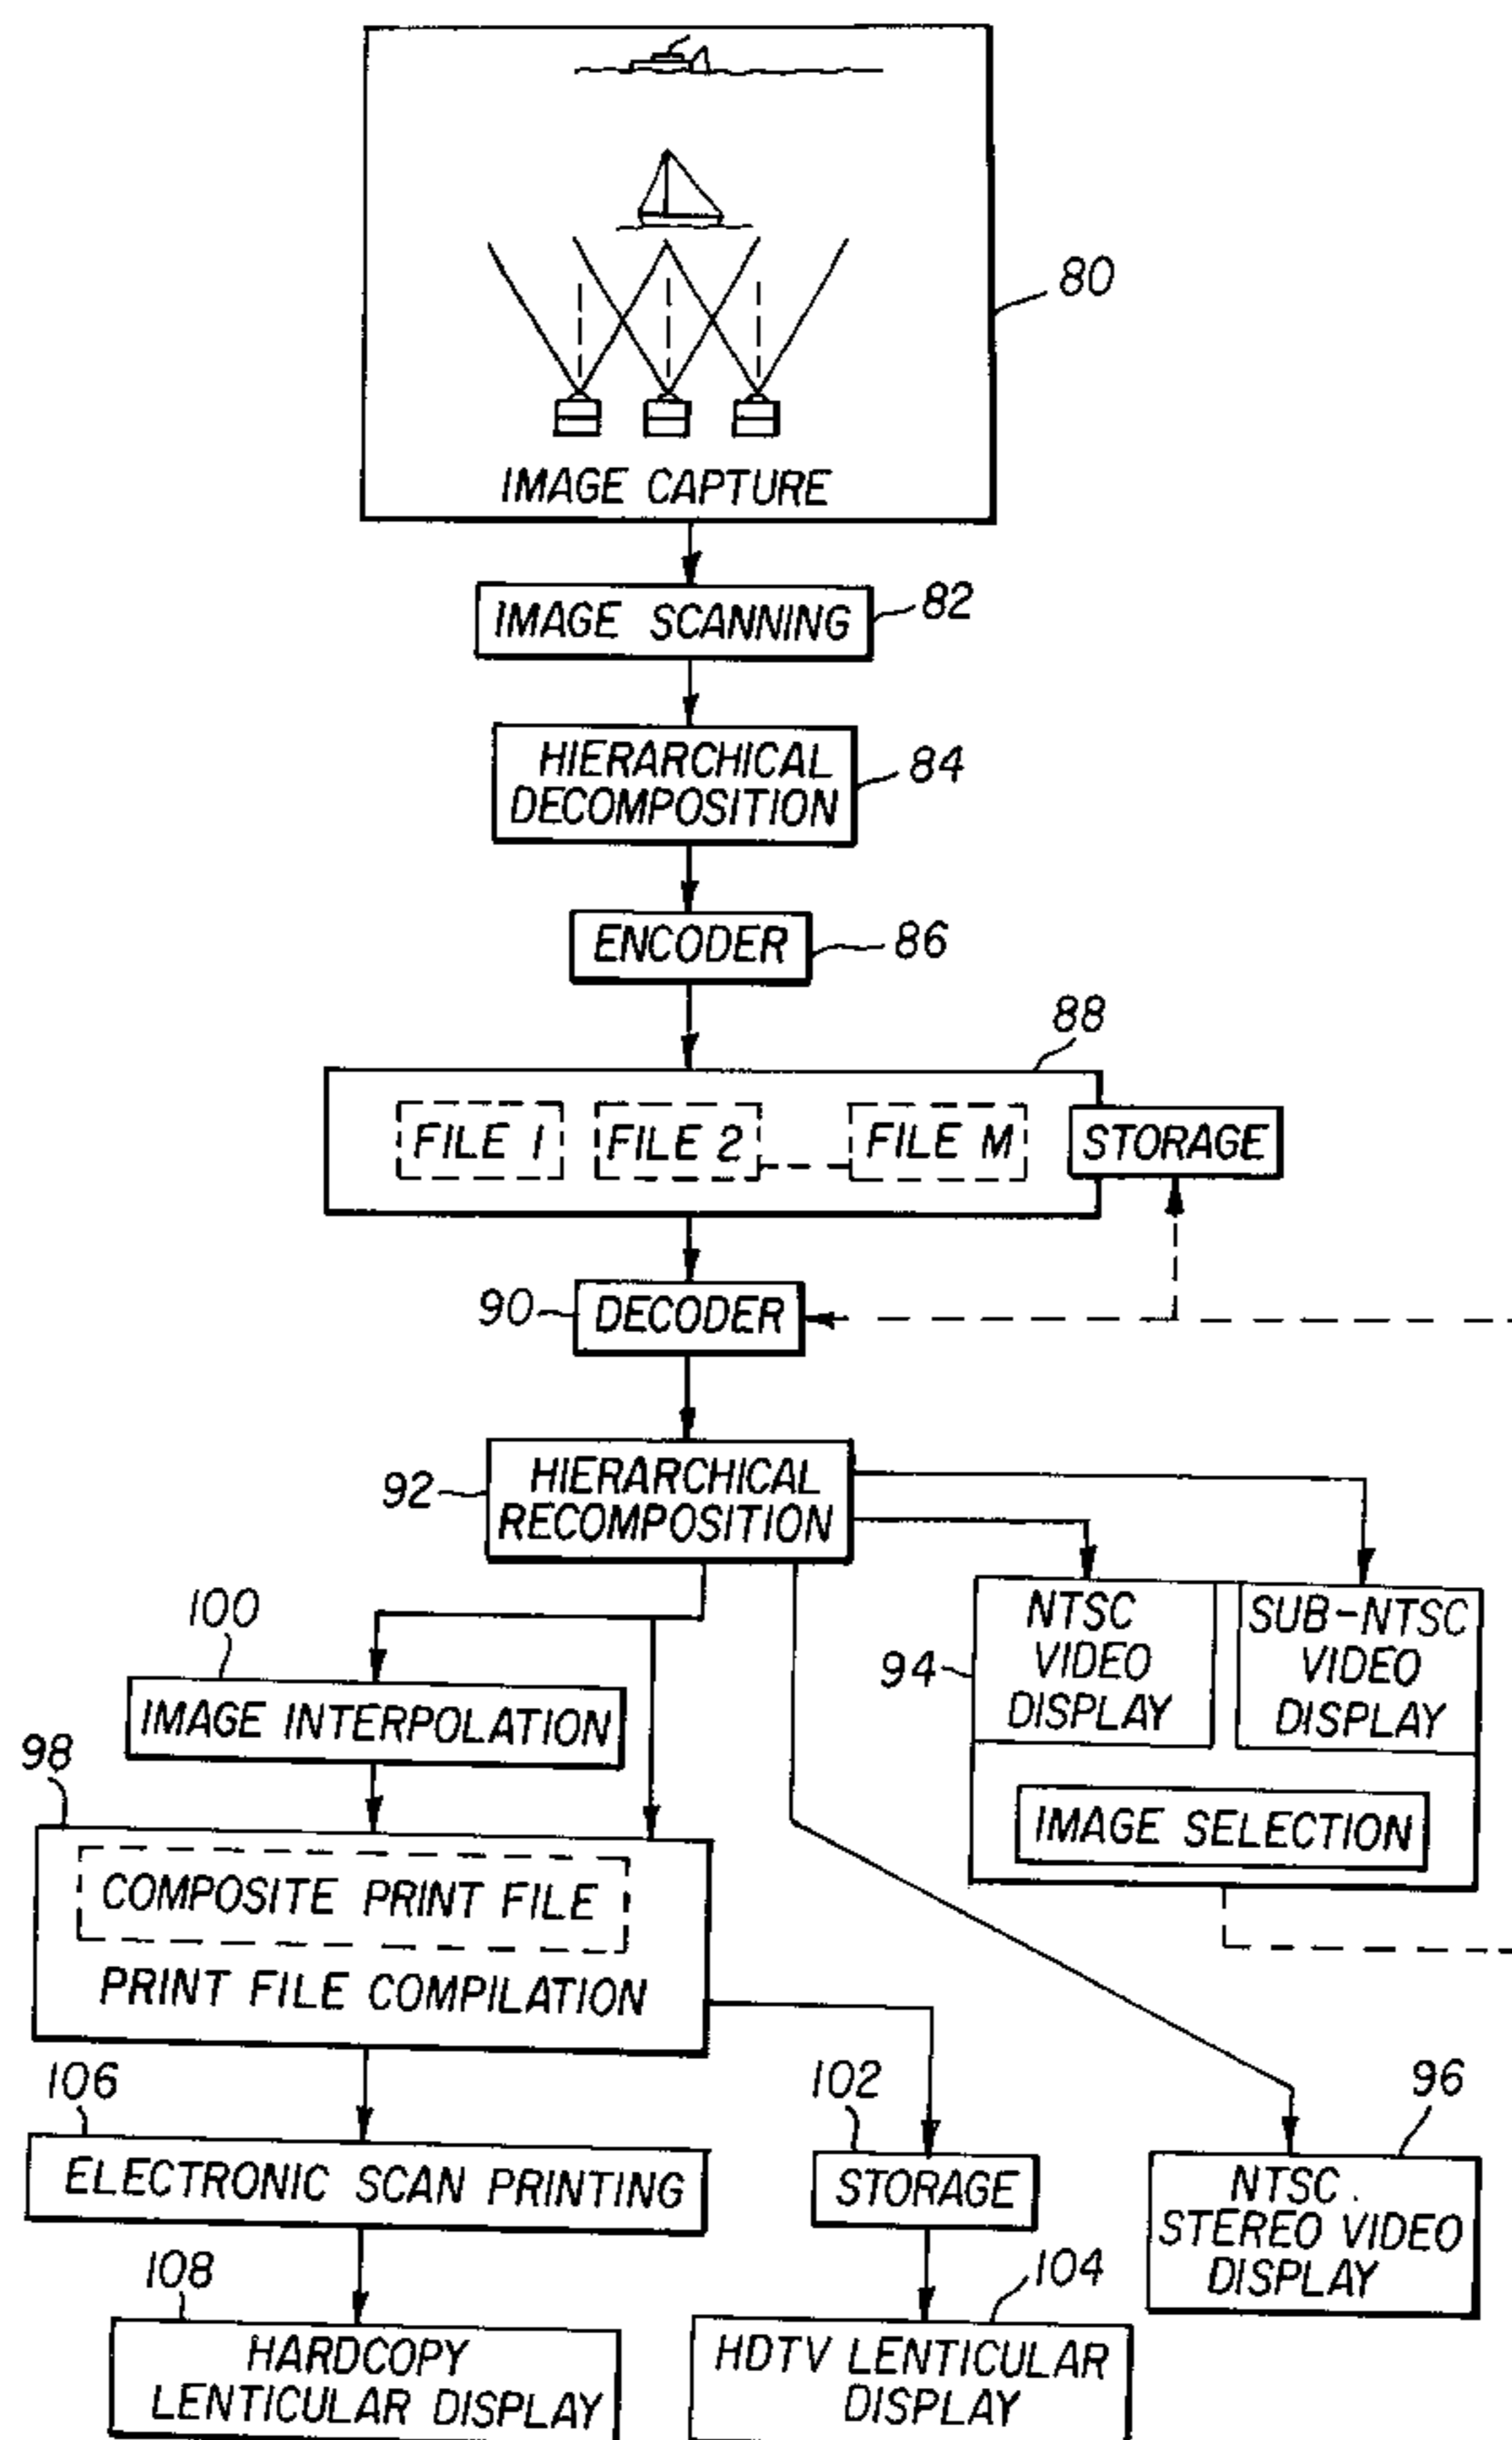 80
IMAGE CAPTURE
IMAGE SCANNING
82
HIERARCHICAL
DECOMPOSITION
84
ENCODER
86
88
FILE 1
FILE 2
FILE M
STORAGE
90
DECODER
92
HIERARCHICAL
RECOMPOSITION
100
IMAGE INTERPOLATION
94
NTSC
VIDEO
DISPLAY
SUB-NTSC
VIDEO
DISPLAY
IMAGE SELECTION
98
COMPOSITE PRINT FILE
PRINT FILE COMPILATION
106
ELECTRONIC SCAN PRINTING
102
STORAGE
96
NTSC
STEREO VIDEO
DISPLAY
108
HARDCOPY
LENTICULAR DISPLAY
104
HDTV LENTICULAR
DISPLAY